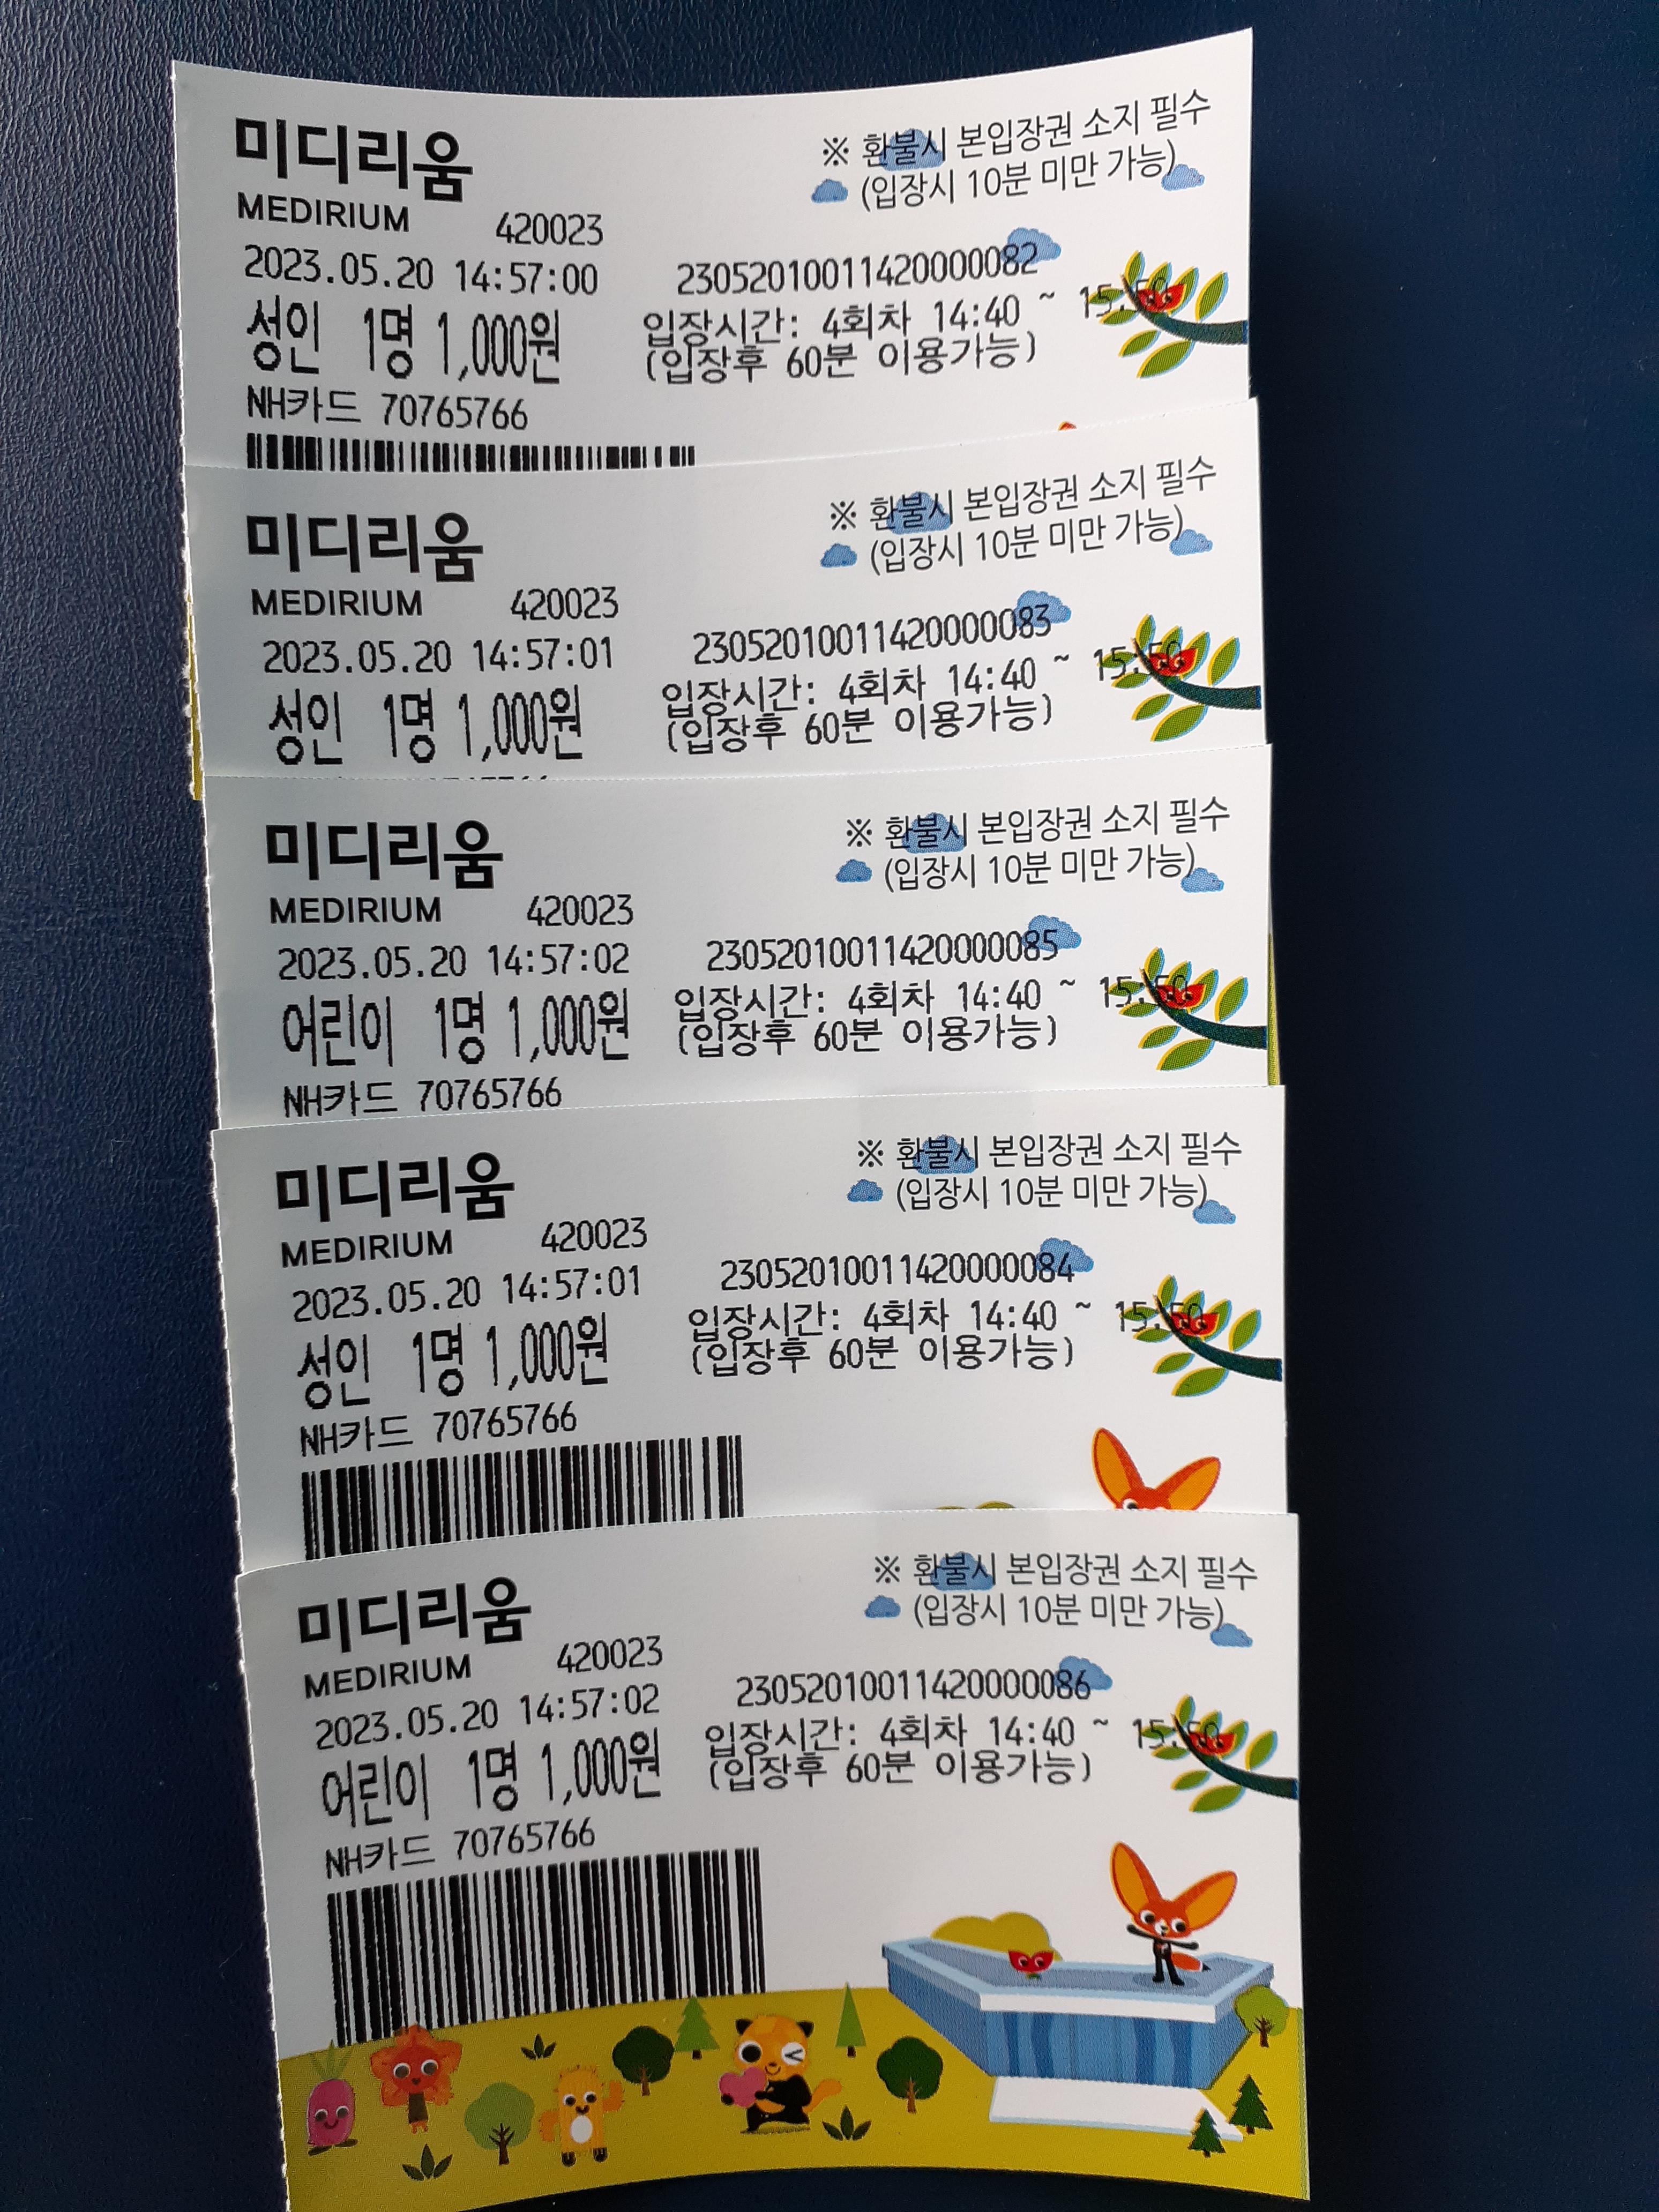 미디리움
※ 환불시 본입장권 소지 필수
(입장시 10분 미만 가능)
MEDIRIUM 420023
2023.05.20 14:57:00 23052010011420000082
성인 1명 1,000원 입장시간: 4회차 14:40 ~ 15:50
(입장후 60분 이용가능)
NH카드 70765766
미디리움
※ 환불시 본입장권 소지 필수
(입장시 10분 미만 가능)
MEDIRIUM 420023
2023.05.20 14:57:01 23052010011420000083
성인 1명 1,000원 입장시간: 4회차 14:40 ~ 15:50
(입장후 60분 이용가능)
미디리움
※ 환불시 본입장권 소지 필수
(입장시 10분 미만 가능)
MEDIRIUM 420023
2023.05.20 14:57:02 23052010011420000085
어린이 1명 1,000원 입장시간: 4회차 14:40 ~ 15:50
(입장후 60분 이용가능)
NH카드 70765766
미디리움
※ 환불시 본입장권 소지 필수
(입장시 10분 미만 가능)
MEDIRIUM 420023
2023.05.20 14:57:01 23052010011420000084
성인 1명 1,000원 입장시간: 4회차 14:40 ~ 15:50
(입장후 60분 이용가능)
NH카드 70765766
미디리움
※ 환불시 본입장권 소지 필수
(입장시 10분 미만 가능)
MEDIRIUM 420023
2023.05.20 14:57:02 23052010011420000086
어린이 1명 1,000원 입장시간: 4회차 14:40 ~ 15:50
(입장후 60분 이용가능)
NH카드 70765766